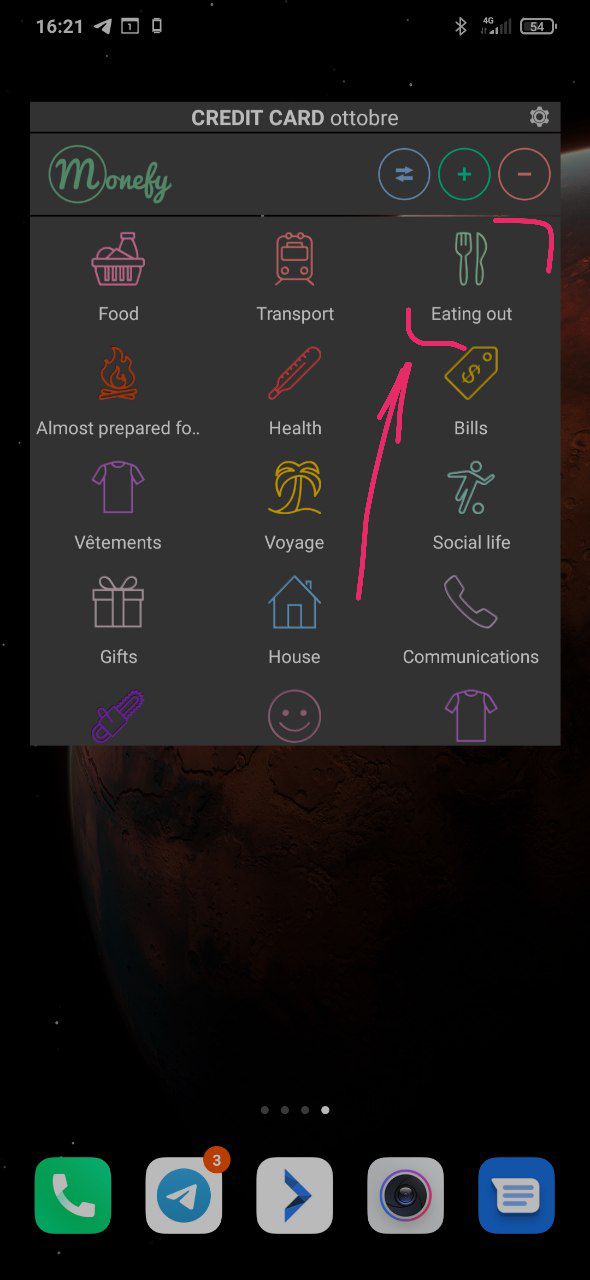 16:21
1
4G
54
CREDIT CARD ottobre
Monefy
Food
Transport
Eating out
Almost prepared fo..
Health
Bills
Vêtements
Voyage
Social life
Gifts
House
Communications
3